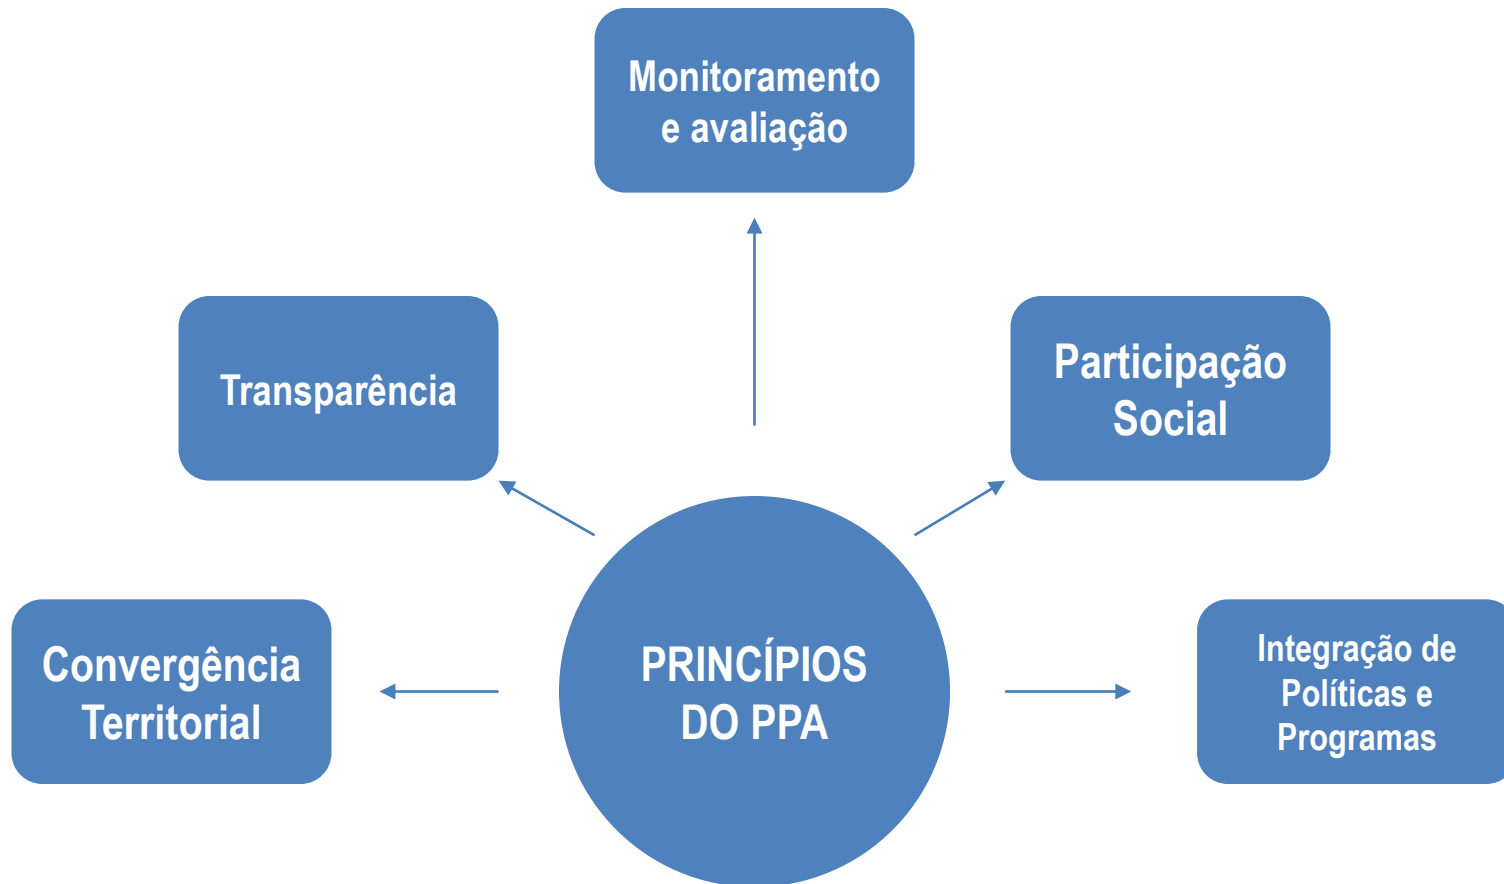 Monitoramento
e avaliação
Transparência
Participação
Social
Convergência
Territorial
PRINCÍPIOS
DO PPA
Integração de
Políticas e
Programas